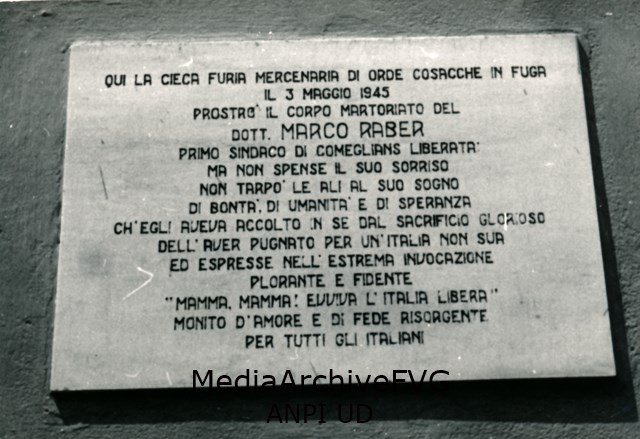 QUI LA CIECA FURIA MERCENARIA DI ORDE COSACCHE IN FUGA
IL 3 MAGGIO 1945
PROSTRO' IL CORPO MARTORIATO DEL
DOTT. MARCO RABER
PRIMO SINDACO DI COMEGLIANS LIBERATA
MA NON SPENSE IL SUO SORRISO
NON TARPO' LE ALI AL SUO SOGNO
DI BONTA', DI UMANITA' E DI SPERANZA
CH'EGLI AVEVA ACCOLTO IN SE DAL SACRIFICIO GLORIOSO
DELL'AVER PUGNATO PER UN'ITALIA NON SUA
ED ESPRESSE NELL'ESTREMA INVOCAZIONE
PLORANTE E FIDENTE
"MAMMA, MAMMA! EVVIVA L'ITALIA LIBERA"
MONITO D'AMORE E DI FEDE RISORGENTE
PER TUTTI GLI ITALIANI
MediaArchiveFVG
ANPI UD